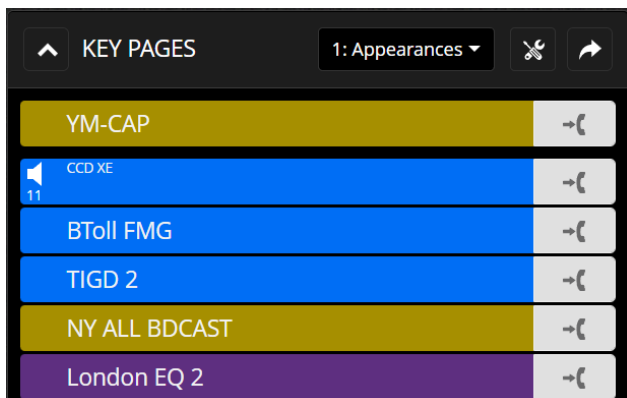 KEY PAGES
1: Appearances
YM-CAP
CCD XE
11
BToll FMG
TIGD 2
NY ALL BDCAST
London EQ 2